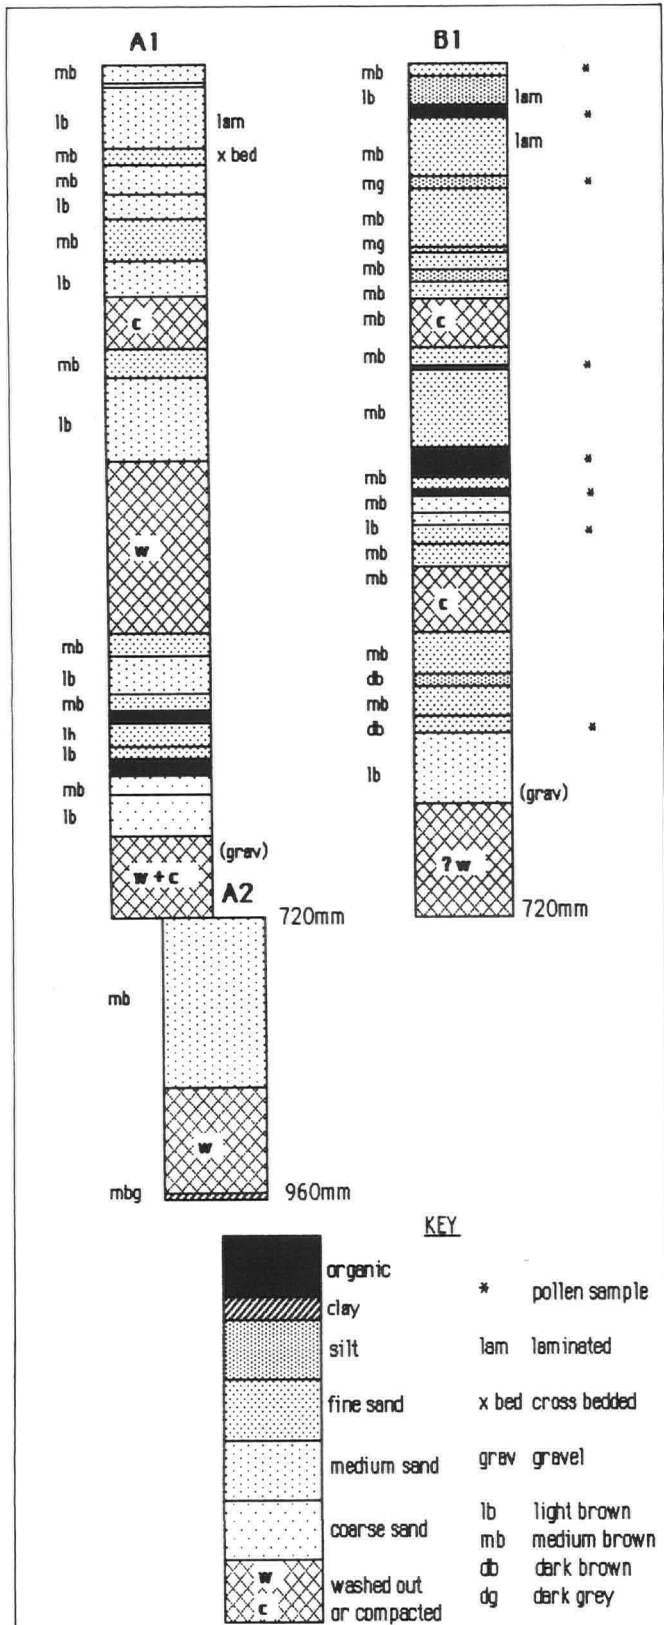 A1
mb
lb
lam
mb
x bed
mb
lb
mb
lb
c
mb
lb
w
mb
lb
mb
lb
lb
mb
lb
(grav)
w + c
A2
720mm
mb
w
mbg
960mm
B1
mb
*
lb
lam
*
lam
mb
mg
*
mb
mg
mb
mb
mb
c
mb
*
mb
*
mb
*
mb
lb
*
mb
mb
c
mb
db
mb
db
*
lb
(grav)
? w
720mm
KEY
organic
clay
silt
fine sand
medium sand
coarse sand
w
c
washed out
or compacted
* pollen sample
lam laminated
x bed cross bedded
grav gravel
lb light brown
mb medium brown
db dark brown
dg dark grey